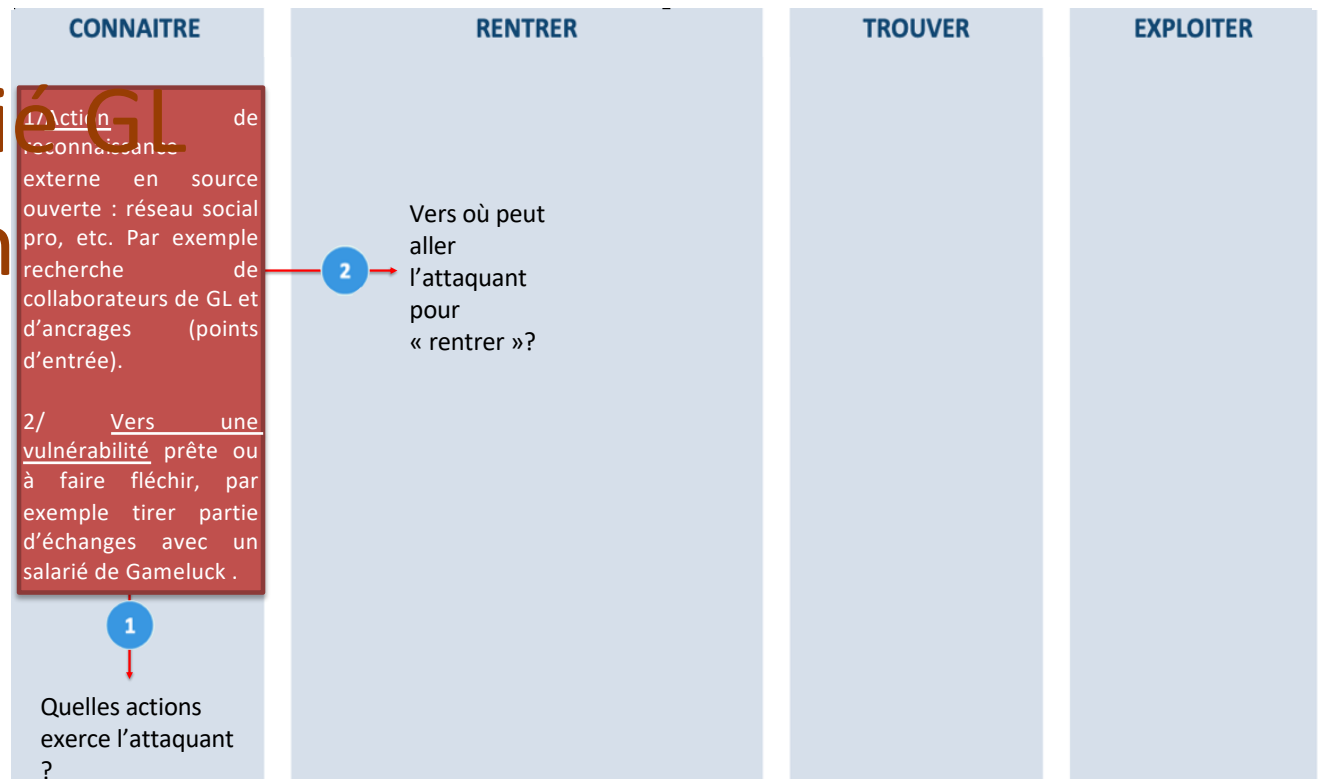 CONNAITRE
RENTRER
TROUVER
EXPLOITER
ié GL
n
1/Action de
reconnaissance
externe en source
ouverte : réseau social
pro, etc. Par exemple
recherche de
collaborateurs de GL et
d’ancrages (points
d’entrée).
2/ Vers une
vulnérabilité prête ou
à faire fléchir, par
exemple tirer partie
d’échanges avec un
salarié de Gameluck .
2
Vers où peut
aller
l’attaquant
pour
« rentrer »?
1
Quelles actions
exerce l’attaquant
?